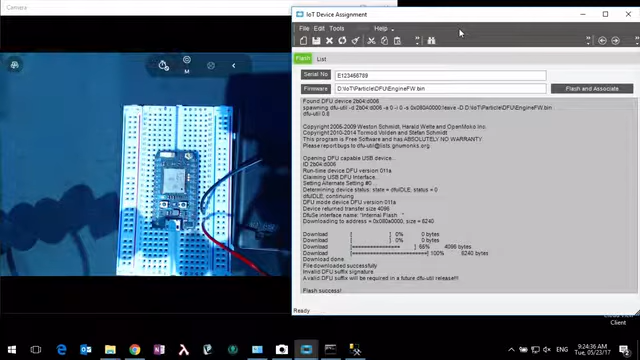 Camera
IoT Device Assignment
File Edit Tools Help
Flash List
Serial No E123456789
Firmware D:\IoT\Particle\DFU\EngineFW.bin Flash and Associate
Found DFU device 2b04:d006
spawning dfu-util -d 2b04:d006 -a 0 -i 0 -s 0x080A0000:leave -D D:\IoT\Particle\DFU\EngineFW.bin
dfu-util 0.8
Copyright 2005-2009 Weston Schmidt, Harald Welte and OpenMoko Inc.
Copyright 2010-2014 Tormod Volden and Stefan Schmidt
This program is Free Software and has ABSOLUTELY NO WARRANTY
Please report bugs to dfu-util@lists.gnumonks.org
Opening DFU capable USB device...
ID 2b04:d006
Run-time device DFU version 011a
Claiming USB DFU Interface...
Setting Alternate Setting #0 ...
Determining device status: state = dfuIDLE, status = 0
dfuIDLE, continuing
DFU mode device DFU version 011a
Device returned transfer size 4096
DfuSe interface name: "Internal Flash "
Downloading to address = 0x080a0000, size = 6240
Download [ ] 0% 0 bytes
Download [ ] 0% 0 bytes
Download [================ ] 65% 4096 bytes
Download [=========================] 100% 6240 bytes
Download done.
File downloaded successfully
Invalid DFU suffix signature
A valid DFU suffix will be required in a future dfu-util release!!!
Flash success!
Ready
Client
ENG
9:24:36 AM
Tue, 05/23/17